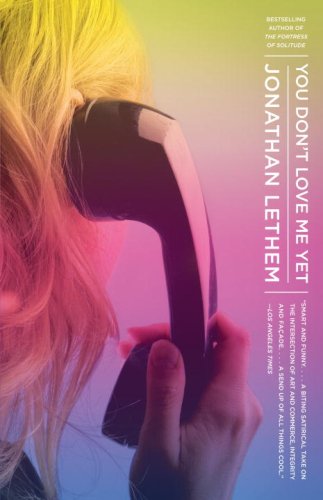 BESTSELLING
AUTHOR OF
THE FORTRESS
OF SOLITUDE
YOU DON'T LOVE ME YET
JONATHAN LETHEM
"SMART AND FUNNY. . . . A BITING SATIRICAL TAKE ON
THE INTERSECTION OF ART AND COMMERCE, INTEGRITY
AND FAÇADE. . . . A SEND UP OF ALL THINGS COOL."
—LOS ANGELES TIMES